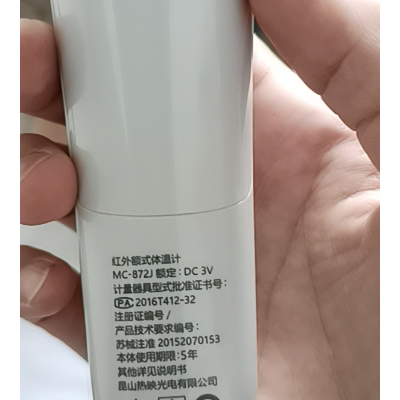 红外额式体温计
MC-872J 额定：DC 3V
计量器具型式批准证书号：
PA 2016T412-32
注册证编号/
产品技术要求编号：
苏械注准 20152070153
本体使用期限：5年
其他详见说明书
昆山热映光电有限公司